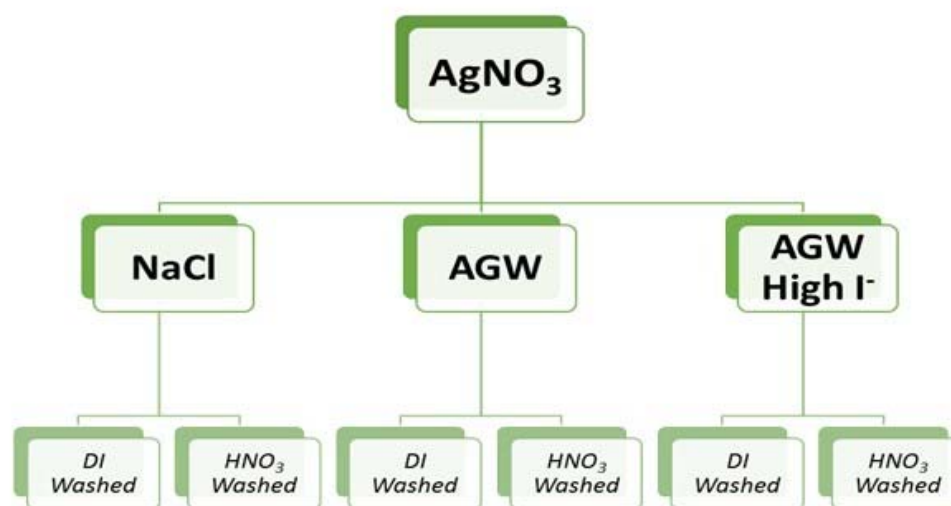 AgNO₃
NaCl
AGW
AGW
High I⁻
DI
Washed
HNO₃
Washed
DI
Washed
HNO₃
Washed
DI
Washed
HNO₃
Washed